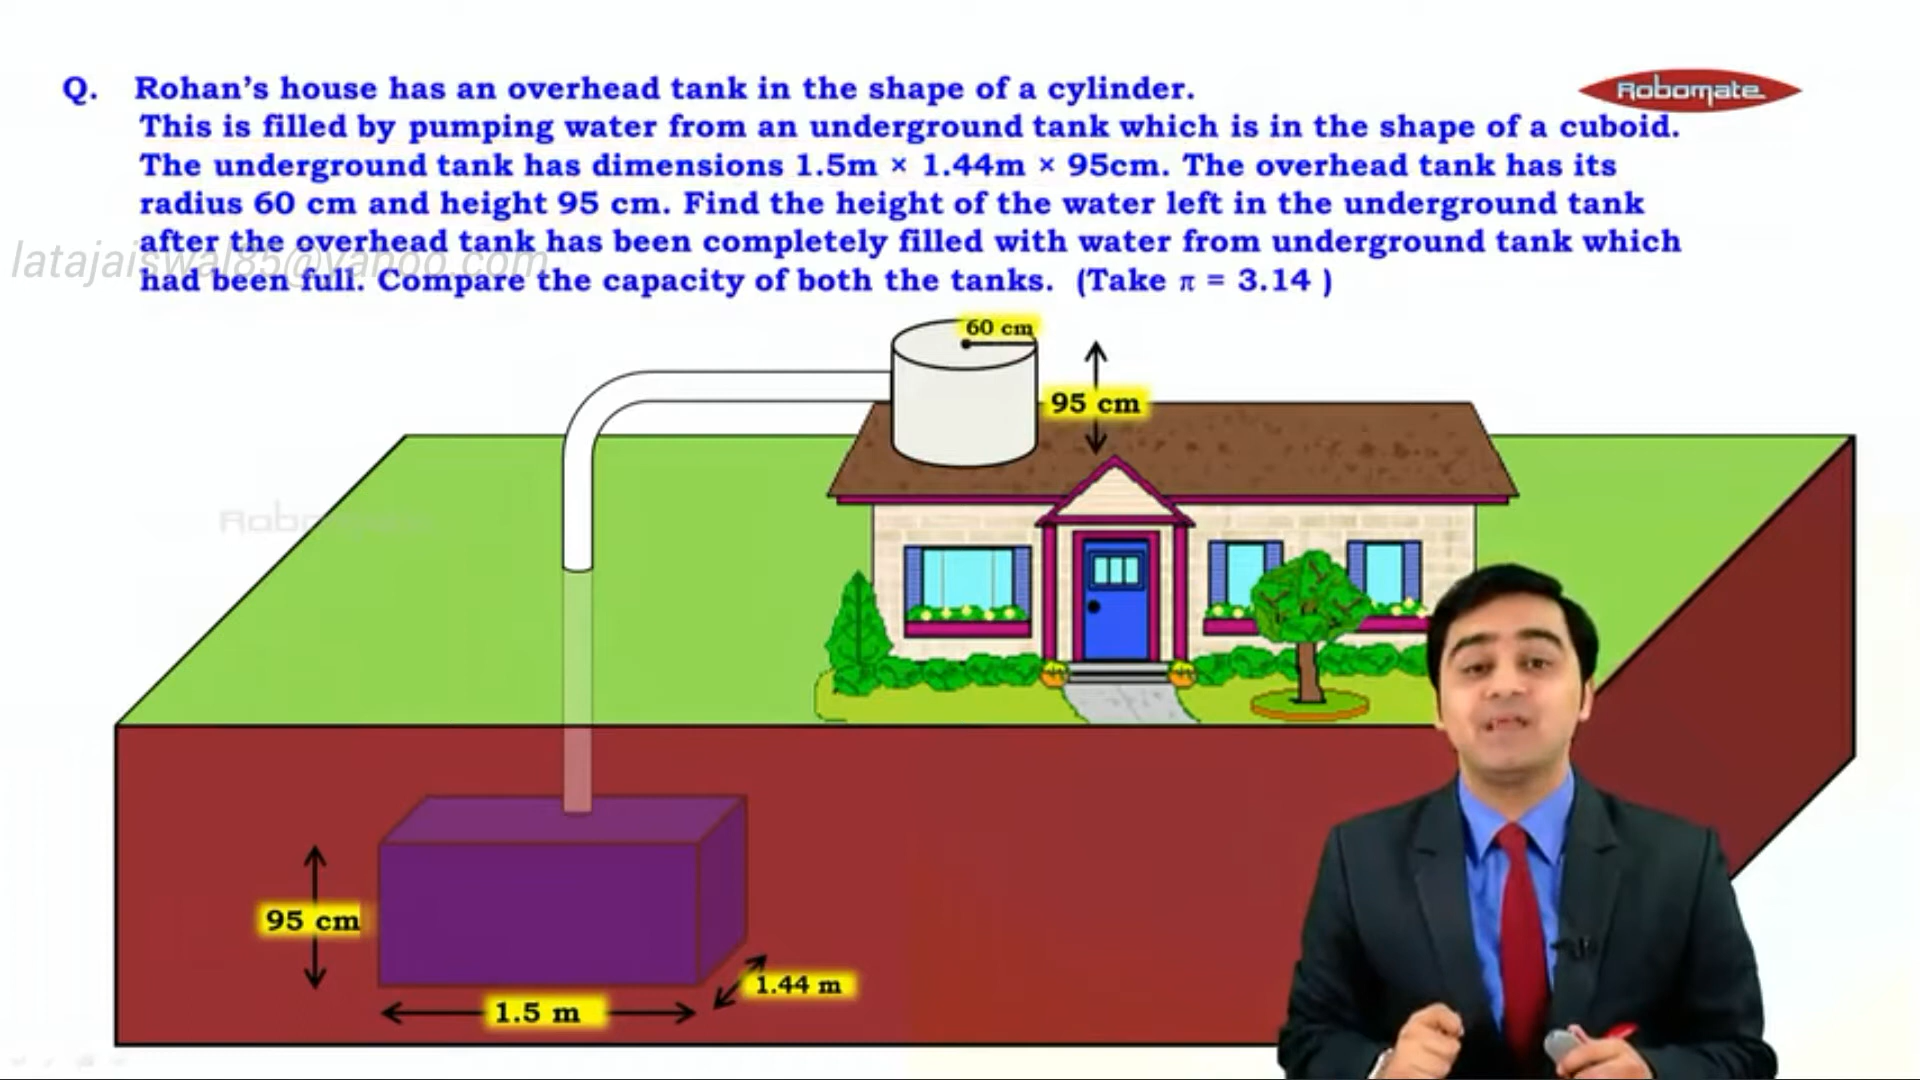 Q. Rohan's house has an overhead tank in the shape of a cylinder.
Robomate
This is filled by pumping water from an underground tank which is in the shape of a cuboid.
The underground tank has dimensions 1.5m × 1.44m × 95cm. The overhead tank has its
radius 60 cm and height 95 cm. Find the height of the water left in the underground tank
after the overhead tank has been completely filled with water from underground tank which
latajaiswal85@yahoo.com
had been full. Compare the capacity of both the tanks. (Take π = 3.14 )
60 cm
95 cm
Robomate
95 cm
1.44 m
1.5 m